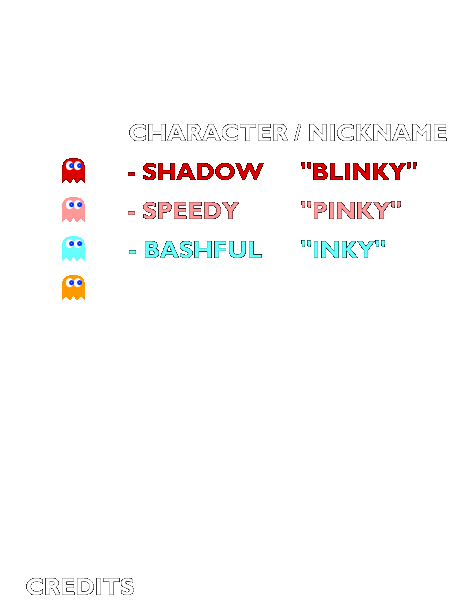 CHARACTER / NICKNAME
- SHADOW "BLINKY"
- SPEEDY "PINKY"
- BASHFUL "INKY"
CREDITS